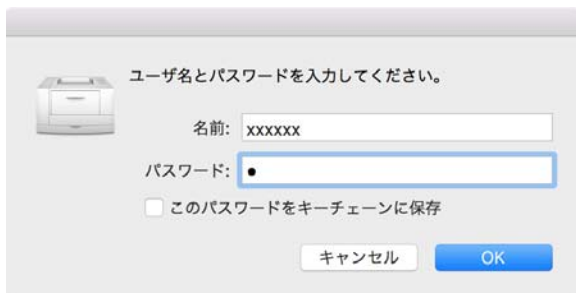 ユーザ名とパスワードを入力してください。
名前: xxxxxx
パスワード: ●
このパスワードをキーチェーンに保存
キャンセル OK